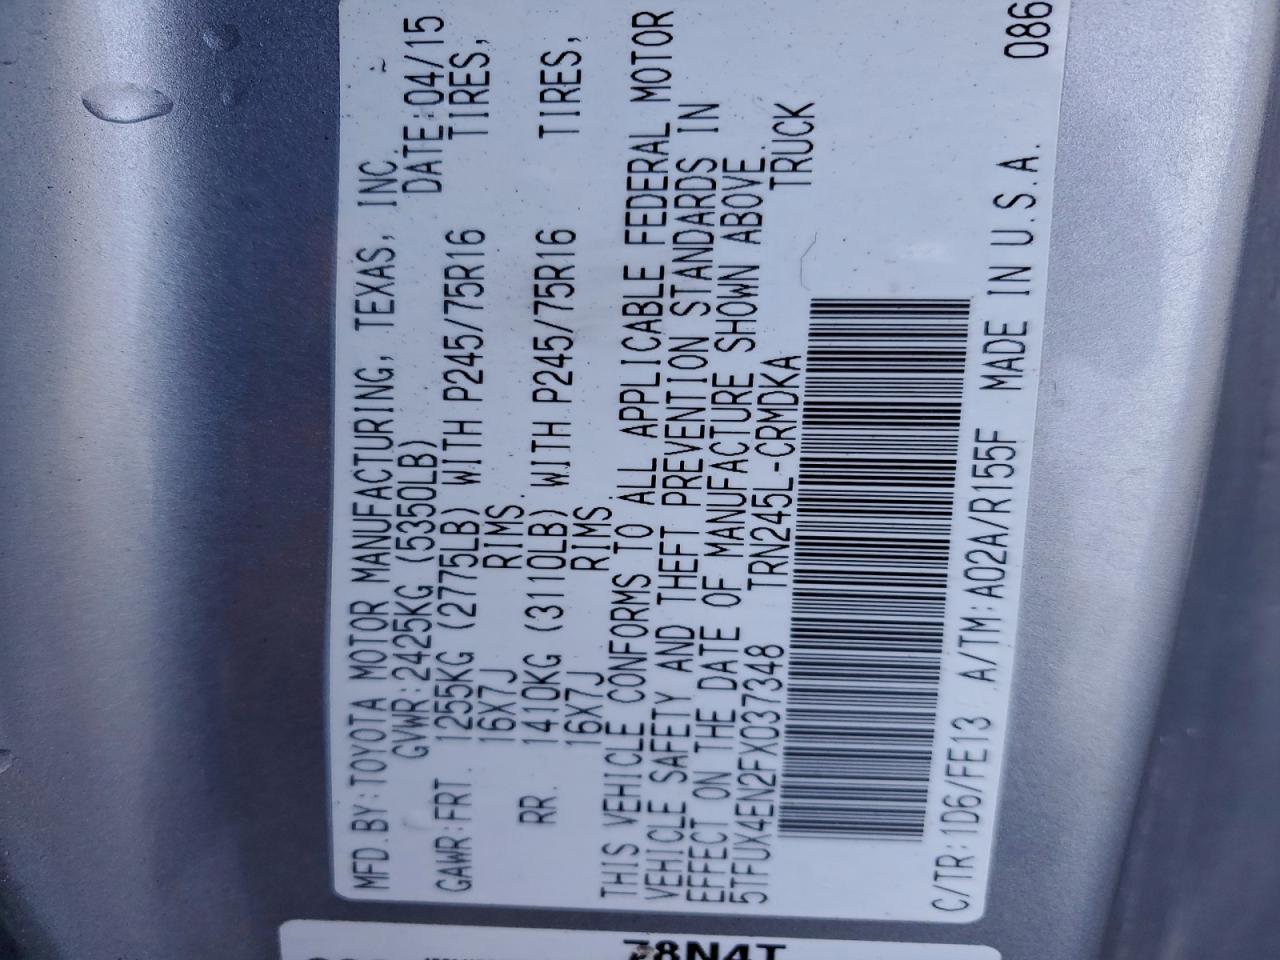 MFD.BY:TOYOTA MOTOR MANUFACTURING, TEXAS, INC.
GVWR:2425KG (5350LB) DATE:04/15
GAWR:FRT. 1255KG (2775LB) WITH P245/75R16 TIRES,
16X7J RIMS.
RR. 1410KG (3110LB) WITH P245/75R16 TIRES,
16X7J RIMS.
THIS VEHICLE CONFORMS TO ALL APPLICABLE FEDERAL MOTOR
VEHICLE SAFETY AND THEFT PREVENTION STANDARDS IN
EFFECT ON THE DATE OF MANUFACTURE SHOWN ABOVE.
5TFUX4EN2FX037348 TRN245L-CRMDKA TRUCK
C/TR:1D6/FE13 A/TM:A02A/R155F MADE IN U.S.A. 086
78N4T